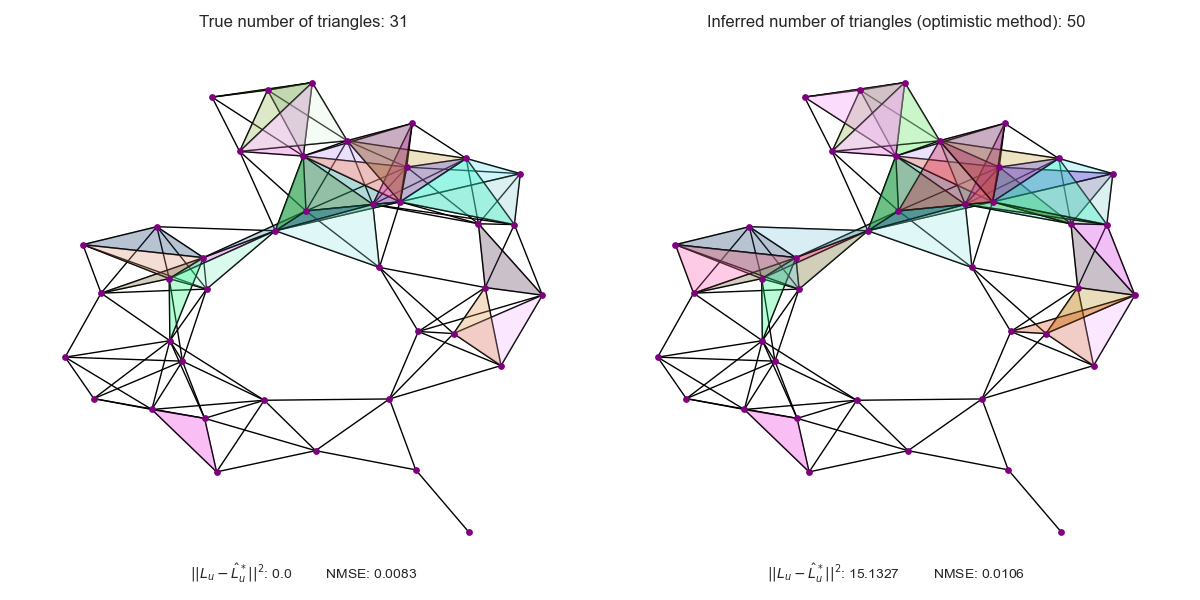 True number of triangles: 31
Inferred number of triangles (optimistic method): 50
$||L_u - \hat{L}_u^*||^2$: 0.0 NMSE: 0.0083
$||L_u - \hat{L}_u^*||^2$: 15.1327 NMSE: 0.0106